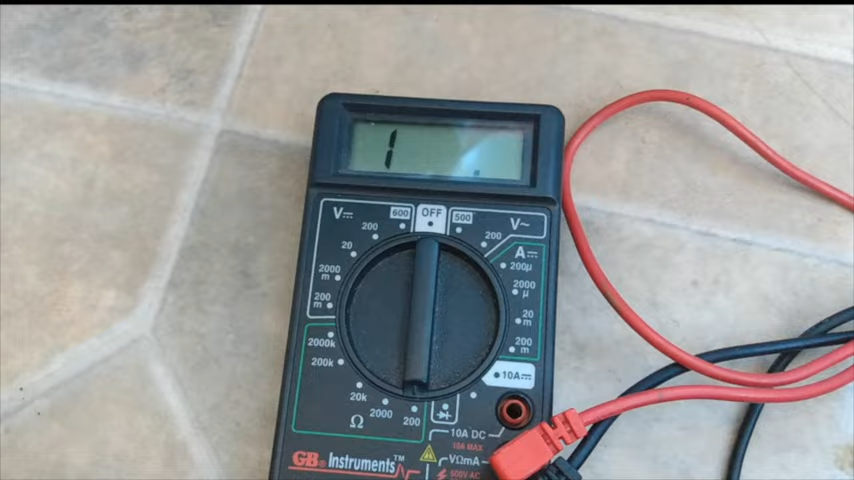 1 .
V⎓ 600 OFF 500 V~
200 200
20 A⎓
2000 m 200µ
200 m 2000 µ
2000k 20 m
200k 200 m
20k 10A⎓
Ω 2000 200
10A DC
10A MAX
GB Instruments™ VΩmA
500V AC